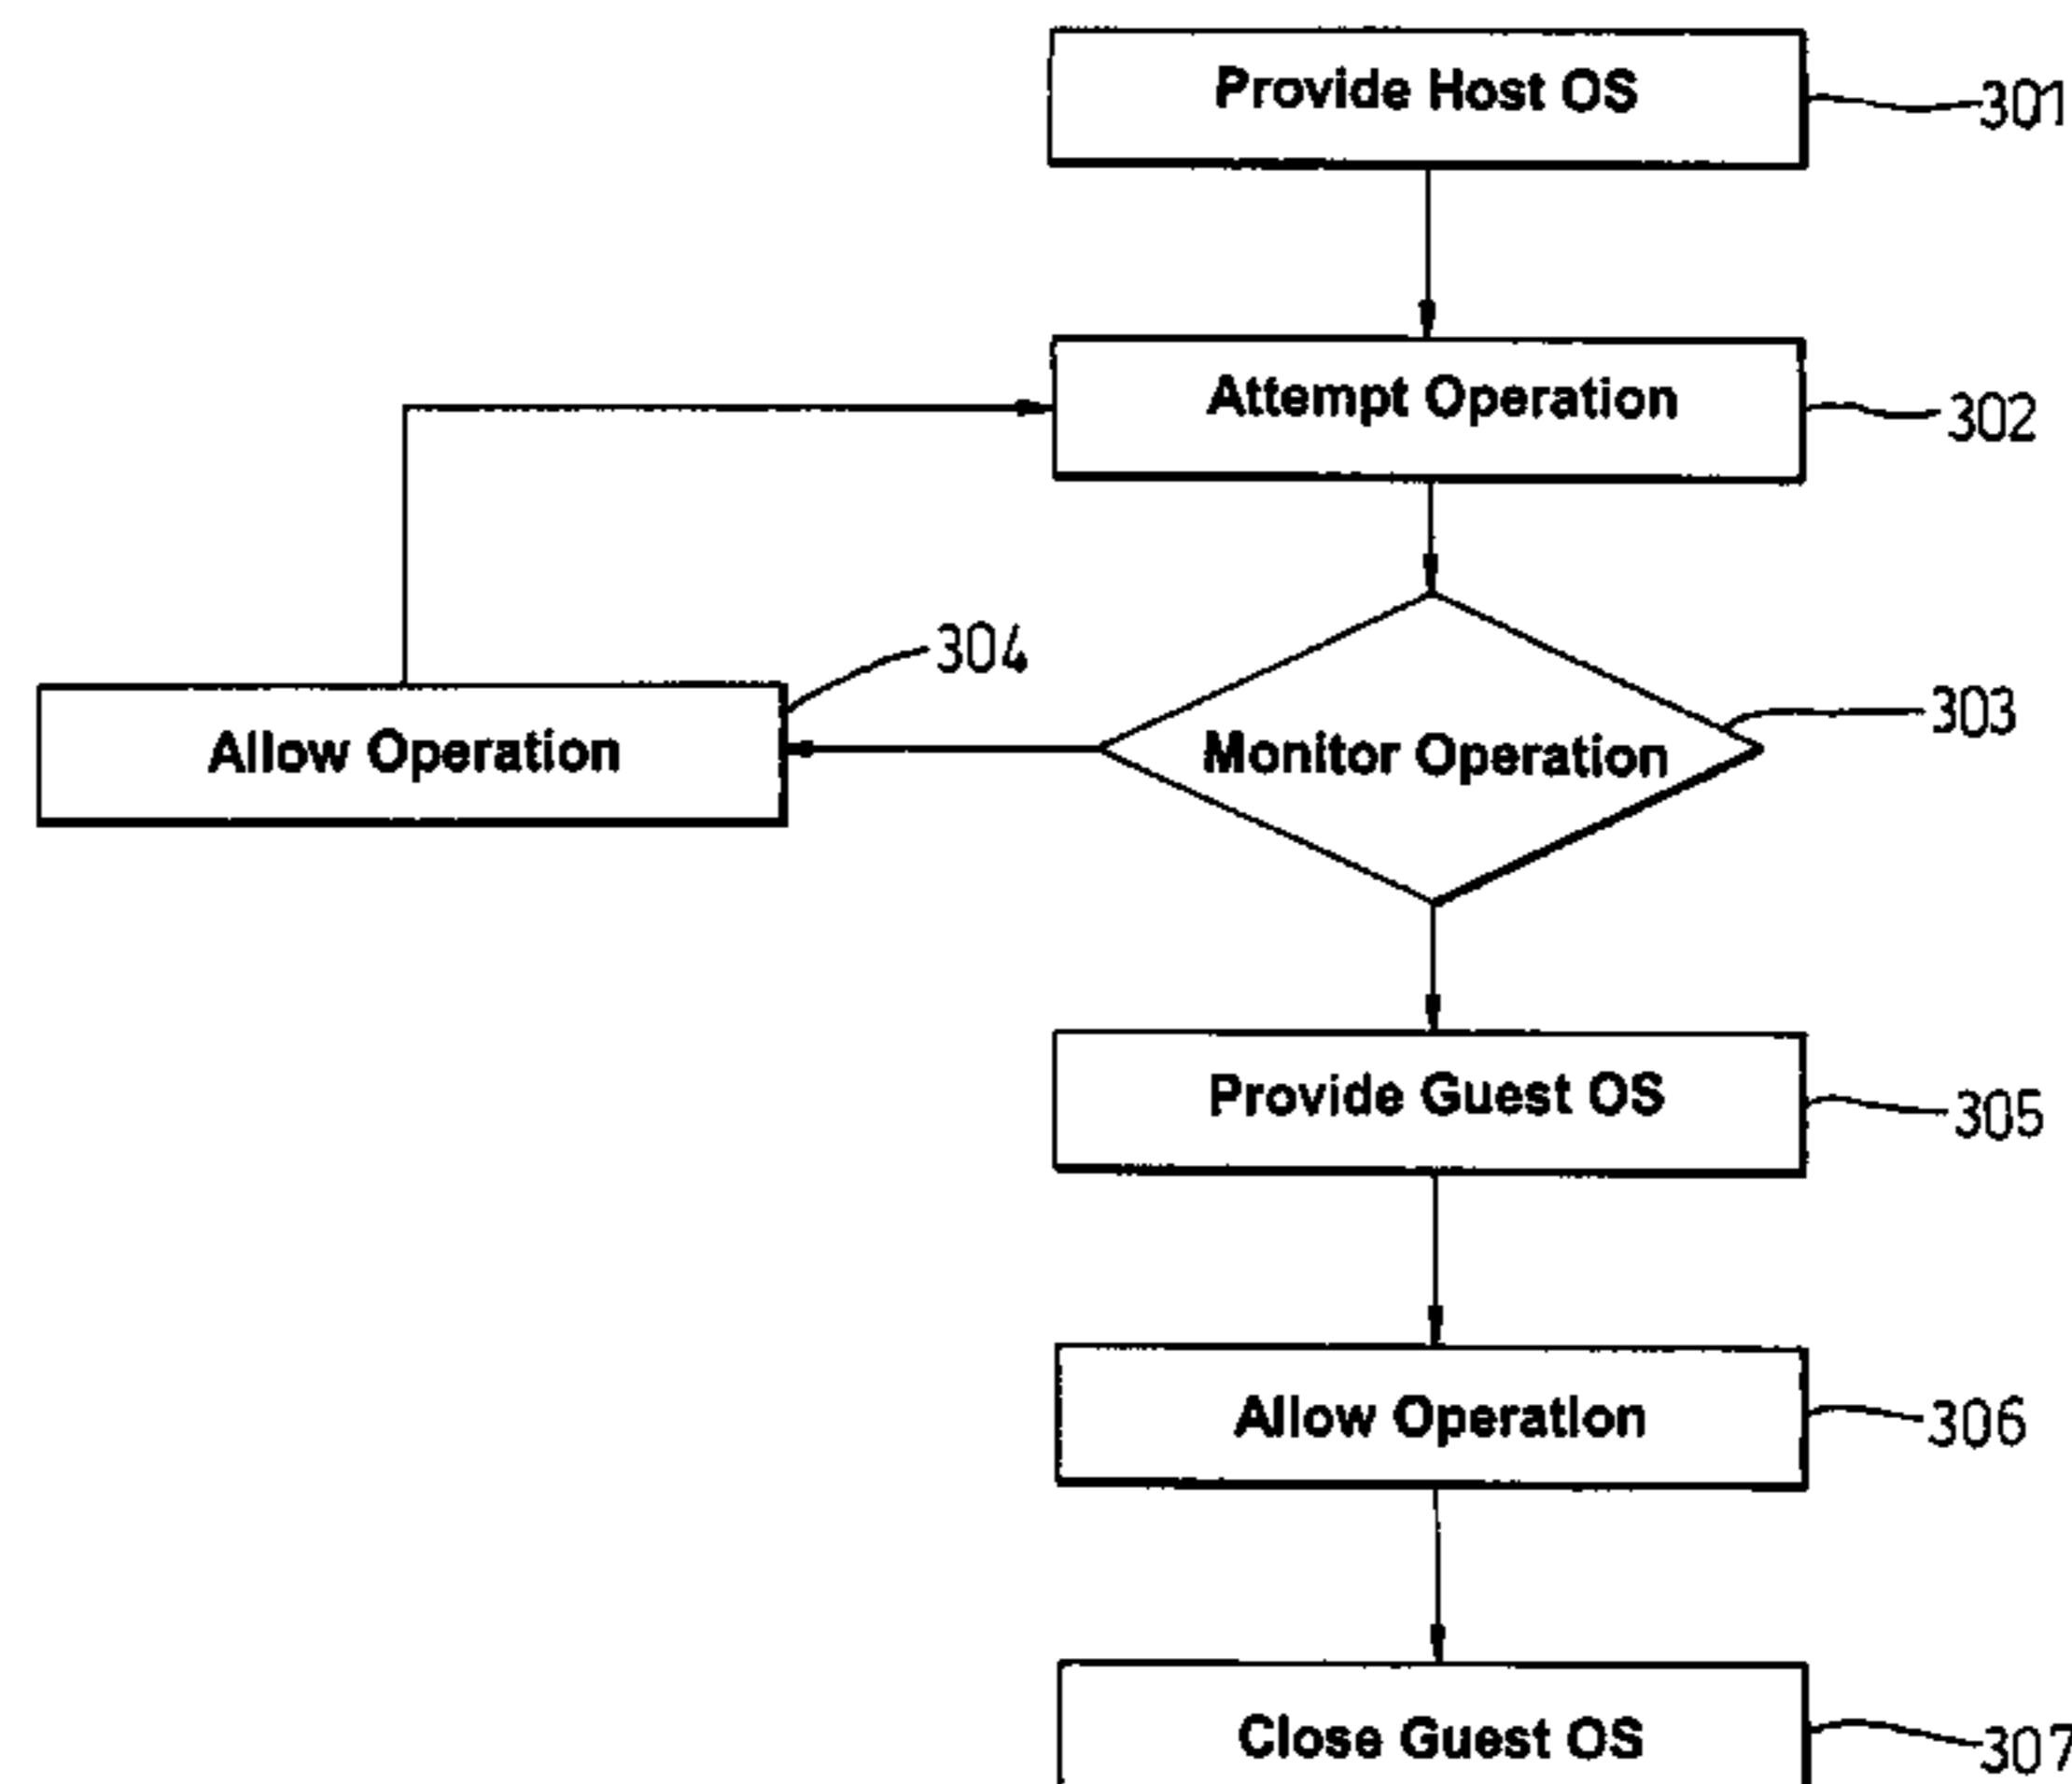 Provide Host OS
301
Attempt Operation
302
304
Allow Operation
Monitor Operation
303
Provide Guest OS
305
Allow Operation
306
Close Guest OS
307